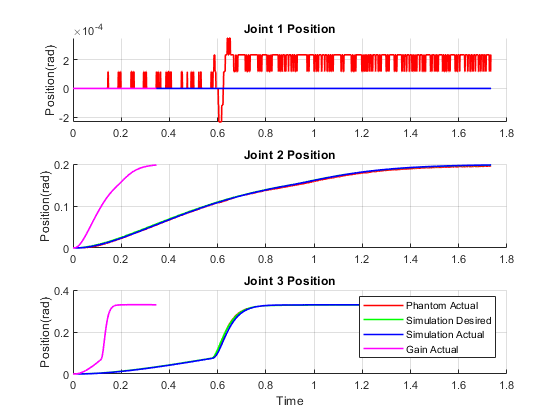 Joint 1 Position
×10⁻⁴
Position(rad)
2
0
-2
0 0.2 0.4 0.6 0.8 1 1.2 1.4 1.6 1.8
Joint 2 Position
Position(rad)
0.2
0.1
0
0 0.2 0.4 0.6 0.8 1 1.2 1.4 1.6 1.8
Joint 3 Position
Position(rad)
0.4
0.2
0
0 0.2 0.4 0.6 0.8 1 1.2 1.4 1.6 1.8
Time
Phantom Actual
Simulation Desired
Simulation Actual
Gain Actual